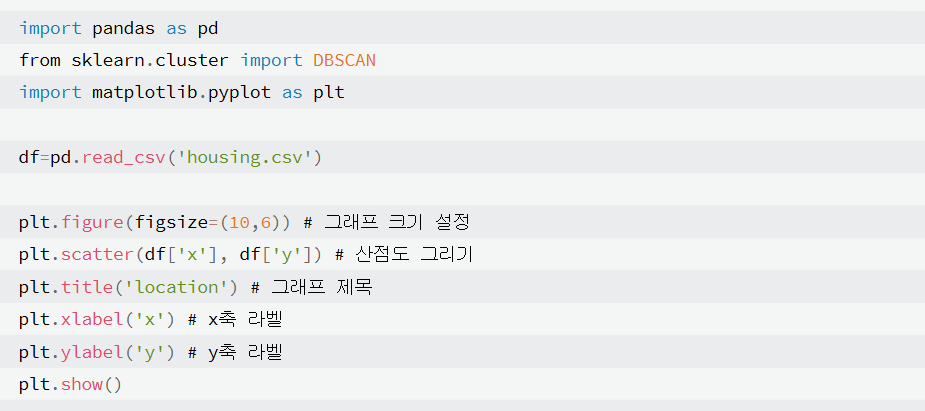 import pandas as pd
from sklearn.cluster import DBSCAN
import matplotlib.pyplot as plt
df=pd.read_csv('housing.csv')
plt.figure(figsize=(10,6)) # 그래프 크기 설정
plt.scatter(df['x'], df['y']) # 산점도 그리기
plt.title('location') # 그래프 제목
plt.xlabel('x') # x축 라벨
plt.ylabel('y') # y축 라벨
plt.show()